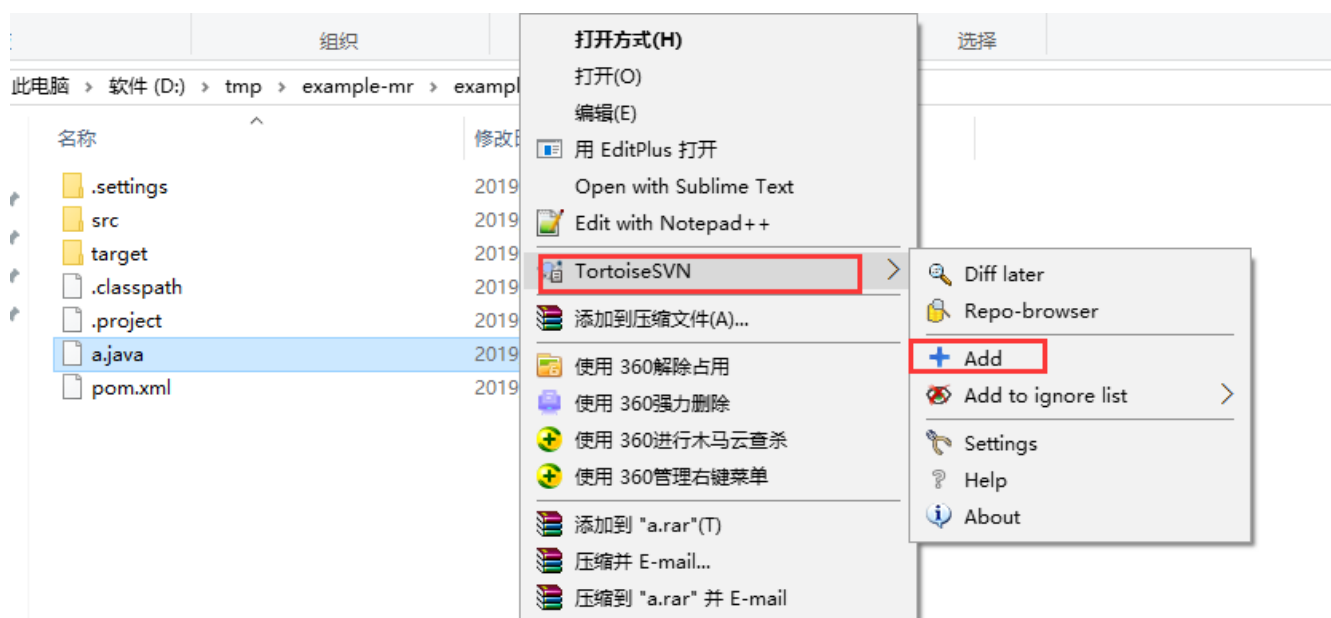 组织
选择
此电脑 > 软件 (D:) > tmp > example-mr > exampl
名称
修改日
.settings
2019
src
2019
target
2019
.classpath
2019
.project
2019
a.java
2019
pom.xml
2019
打开方式(H)
打开(O)
编辑(E)
用 EditPlus 打开
Open with Sublime Text
Edit with Notepad++
TortoiseSVN
添加到压缩文件(A)...
使用 360解除占用
使用 360强力删除
使用 360进行木马云查杀
使用 360管理右键菜单
添加到 "a.rar"(T)
压缩并 E-mail...
压缩到 "a.rar" 并 E-mail
Diff later
Repo-browser
Add
Add to ignore list
Settings
Help
About